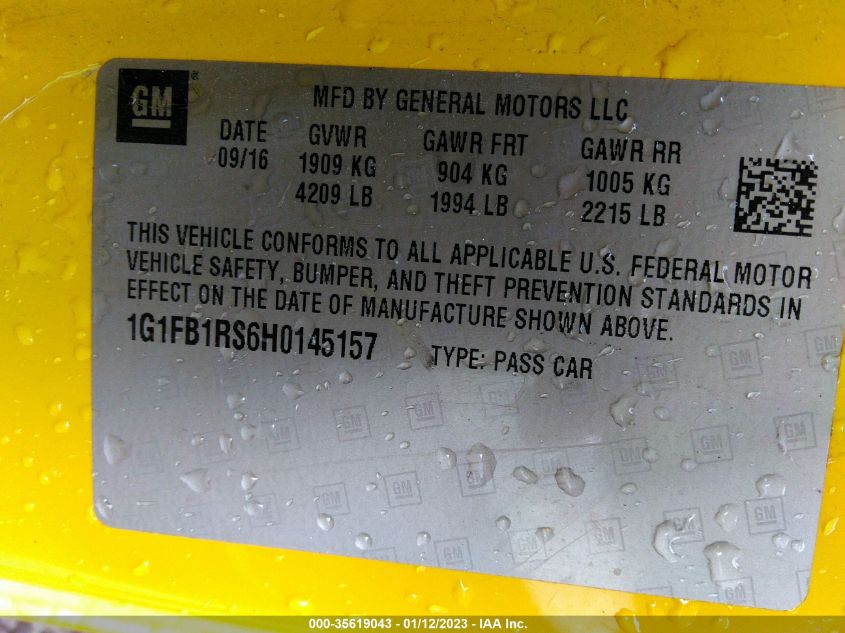 GM ®
MFD BY GENERAL MOTORS LLC
DATE GVWR GAWR FRT GAWR RR
09/16 1909 KG 904 KG 1005 KG
4209 LB 1994 LB 2215 LB
THIS VEHICLE CONFORMS TO ALL APPLICABLE U.S. FEDERAL MOTOR
VEHICLE SAFETY, BUMPER, AND THEFT PREVENTION STANDARDS IN
EFFECT ON THE DATE OF MANUFACTURE SHOWN ABOVE.
1G1FB1RS6H0145157 TYPE: PASS CAR
000-35619043 - 01/12/2023 - IAA Inc.